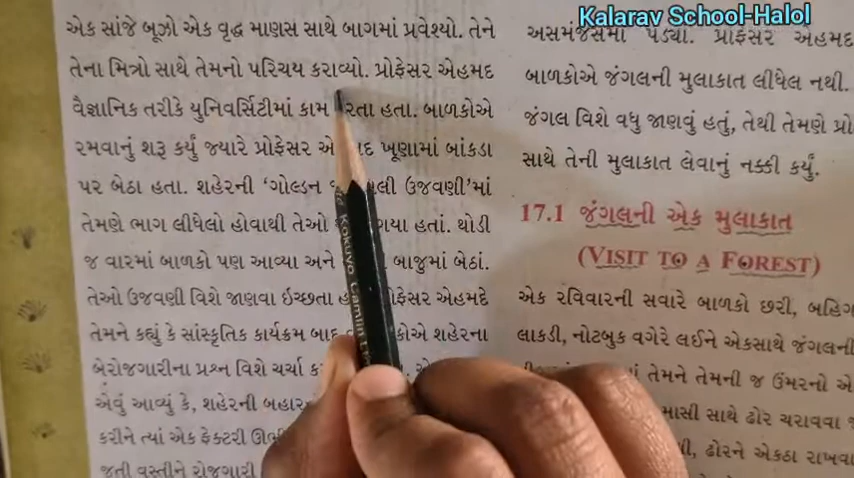 Kalarav School-Halol
એક સાંજે બૂઝો એક વૃદ્ધ માણસ સાથે બાગમાં પ્રવેશ્યો. તેને
તેના મિત્રો સાથે તેમનો પરિચય કરાવ્યો. પ્રોફેસર એહમદ
વૈજ્ઞાનિક તરીકે યુનિવર્સિટીમાં કામ હતા. બાળકોએ
રમવાનું શરૂ કર્યું જ્યારે પ્રોફેસર ખૂણામાં બાંકડા
પર બેઠા હતા. શહેરની ‘ગોલ્ડન ઉજવણી’માં
તેમણે ભાગ લીધેલો હોવાથી તેઓ ગયા હતાં. થોડી
જ વારમાં બાળકો પણ આવ્યા અને બાજુમાં બેઠાં.
તેઓ ઉજવણી વિશે જાણવા ઇચ્છતા એહમદે
તેમને કહ્યું કે સાંસ્કૃતિક કાર્યક્રમ બાદ શહેરના
બેરોજગારીના પ્રશ્ન વિશે ચર્ચા
એવું આવ્યું કે, શહેરની
કરીને ત્યાં એક ફેક્ટરી
જતી વસ્તીને રોજગારી
અસમંજસમાં પડ્યા. પ્રોફેસર એહમદ
બાળકોએ જંગલની મુલાકાત લીધેલ નથી.
જંગલ વિશે વધુ જાણવું હતું, તેથી તેમણે પ્રો
સાથે તેની મુલાકાત લેવાનું નક્કી કર્યું.
17.1 જંગલની એક મુલાકાત
(VISIT TO A FOREST)
એક રવિવારની સવારે બાળકો છરી,
લાકડી, નોટબુક વગેરે લઈને એકસાથે જંગલની
તેમને તેમની જ ઉંમરનો
માસી સાથે ઢોર ચરાવવા
ઢોરને એકઠા રાખવા